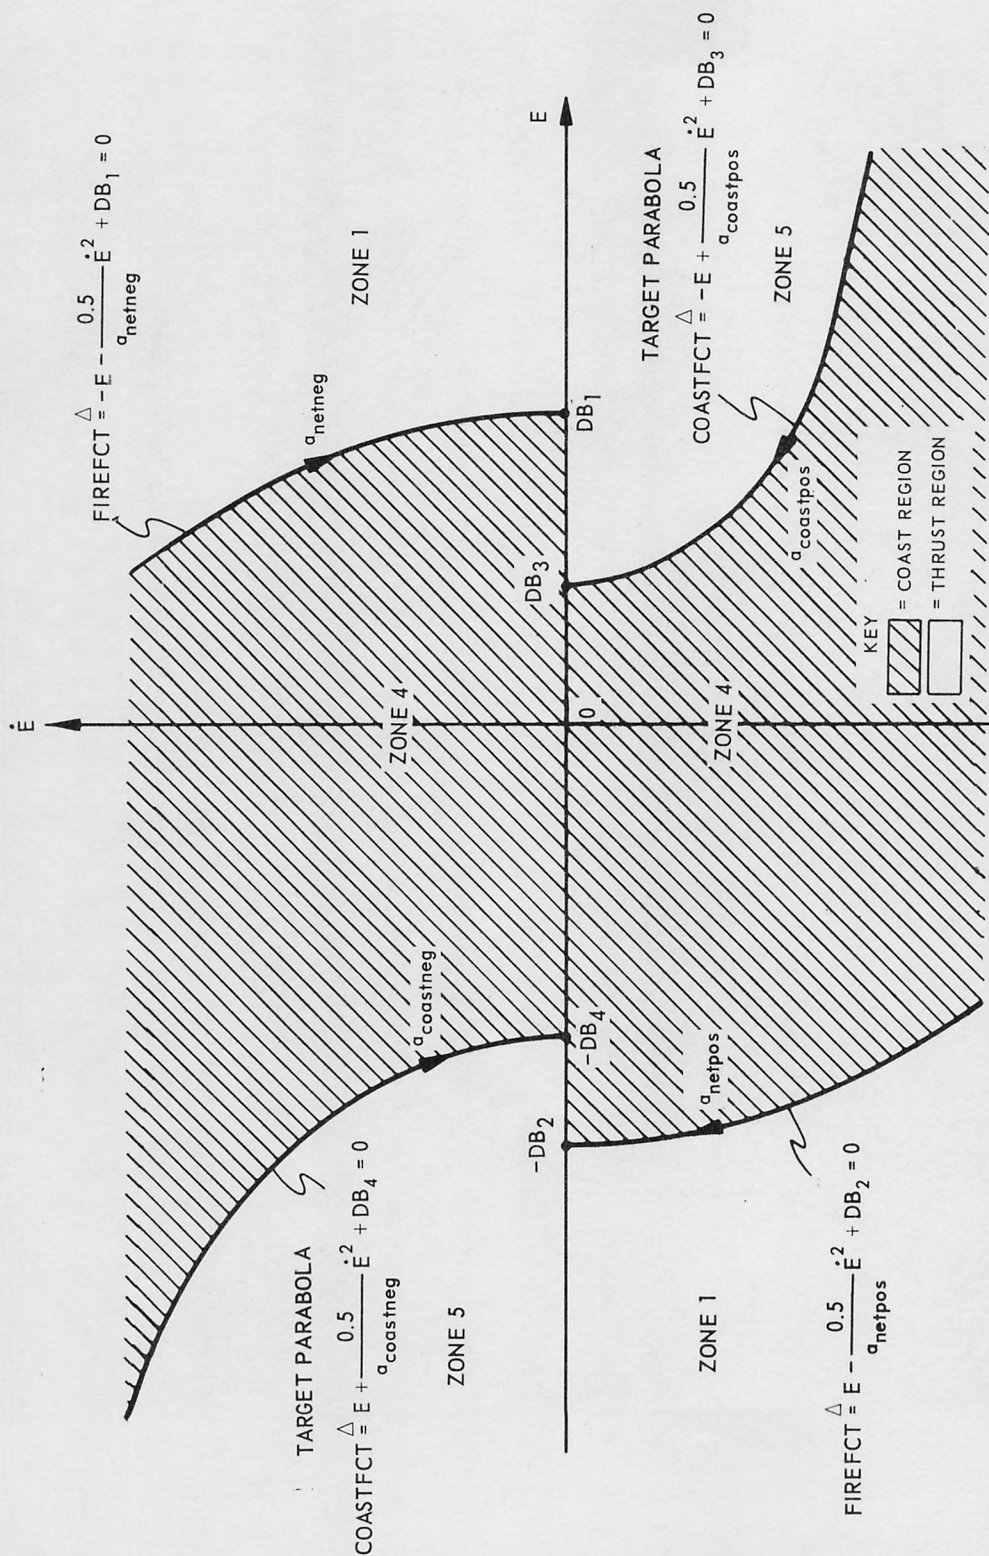 Ė
FIREFCT ≜ -E - 0.5/a_netneg Ė² + DB₁ = 0
a_netneg
ZONE 1
ZONE 4
TARGET PARABOLA
COASTFCT ≜ E + 0.5/a_coastneg Ė² + DB₄ = 0
a_coastneg
ZONE 5
-DB₂
-DB₄
0
DB₃
DB₁
E
ZONE 1
a_netpos
FIREFCT ≜ E - 0.5/a_netpos Ė² + DB₂ = 0
ZONE 4
TARGET PARABOLA
COASTFCT ≜ -E + 0.5/a_coastpos Ė² + DB₃ = 0
ZONE 5
a_coastpos
KEY
= COAST REGION
= THRUST REGION